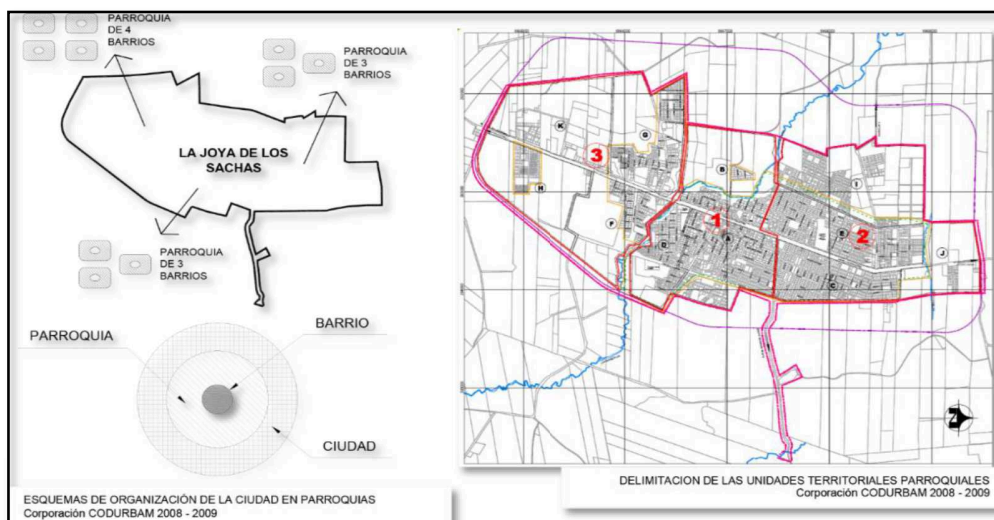 PARROQUIA
DE 4
BARRIOS
PARROQUIA
DE 3
BARRIOS
LA JOYA DE LOS
SACHAS
PARROQUIA
DE 3
BARRIOS
PARROQUIA
BARRIO
CIUDAD
ESQUEMAS DE ORGANIZACIÓN DE LA CIUDAD EN PARROQUIAS
Corporación CODURBAM 2008 - 2009
K
G
3
H
F
B
I
1
D
A
2
E
J
C
DELIMITACION DE LAS UNIDADES TERRITORIALES PARROQUIALES
Corporación CODURBAM 2008 - 2009